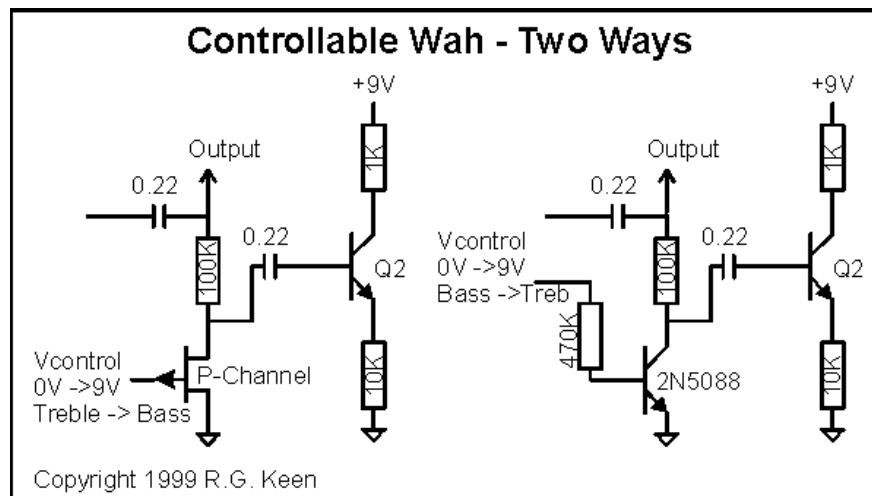 Controllable Wah - Two Ways
+9V
1K
Output
0.22
100K
0.22
Q2
Vcontrol
0V ->9V
Treble -> Bass
P-Channel
10K
+9V
1K
Output
0.22
100K
0.22
Q2
Vcontrol
0V ->9V
Bass ->Treb
470K
2N5088
10K
Copyright 1999 R.G. Keen